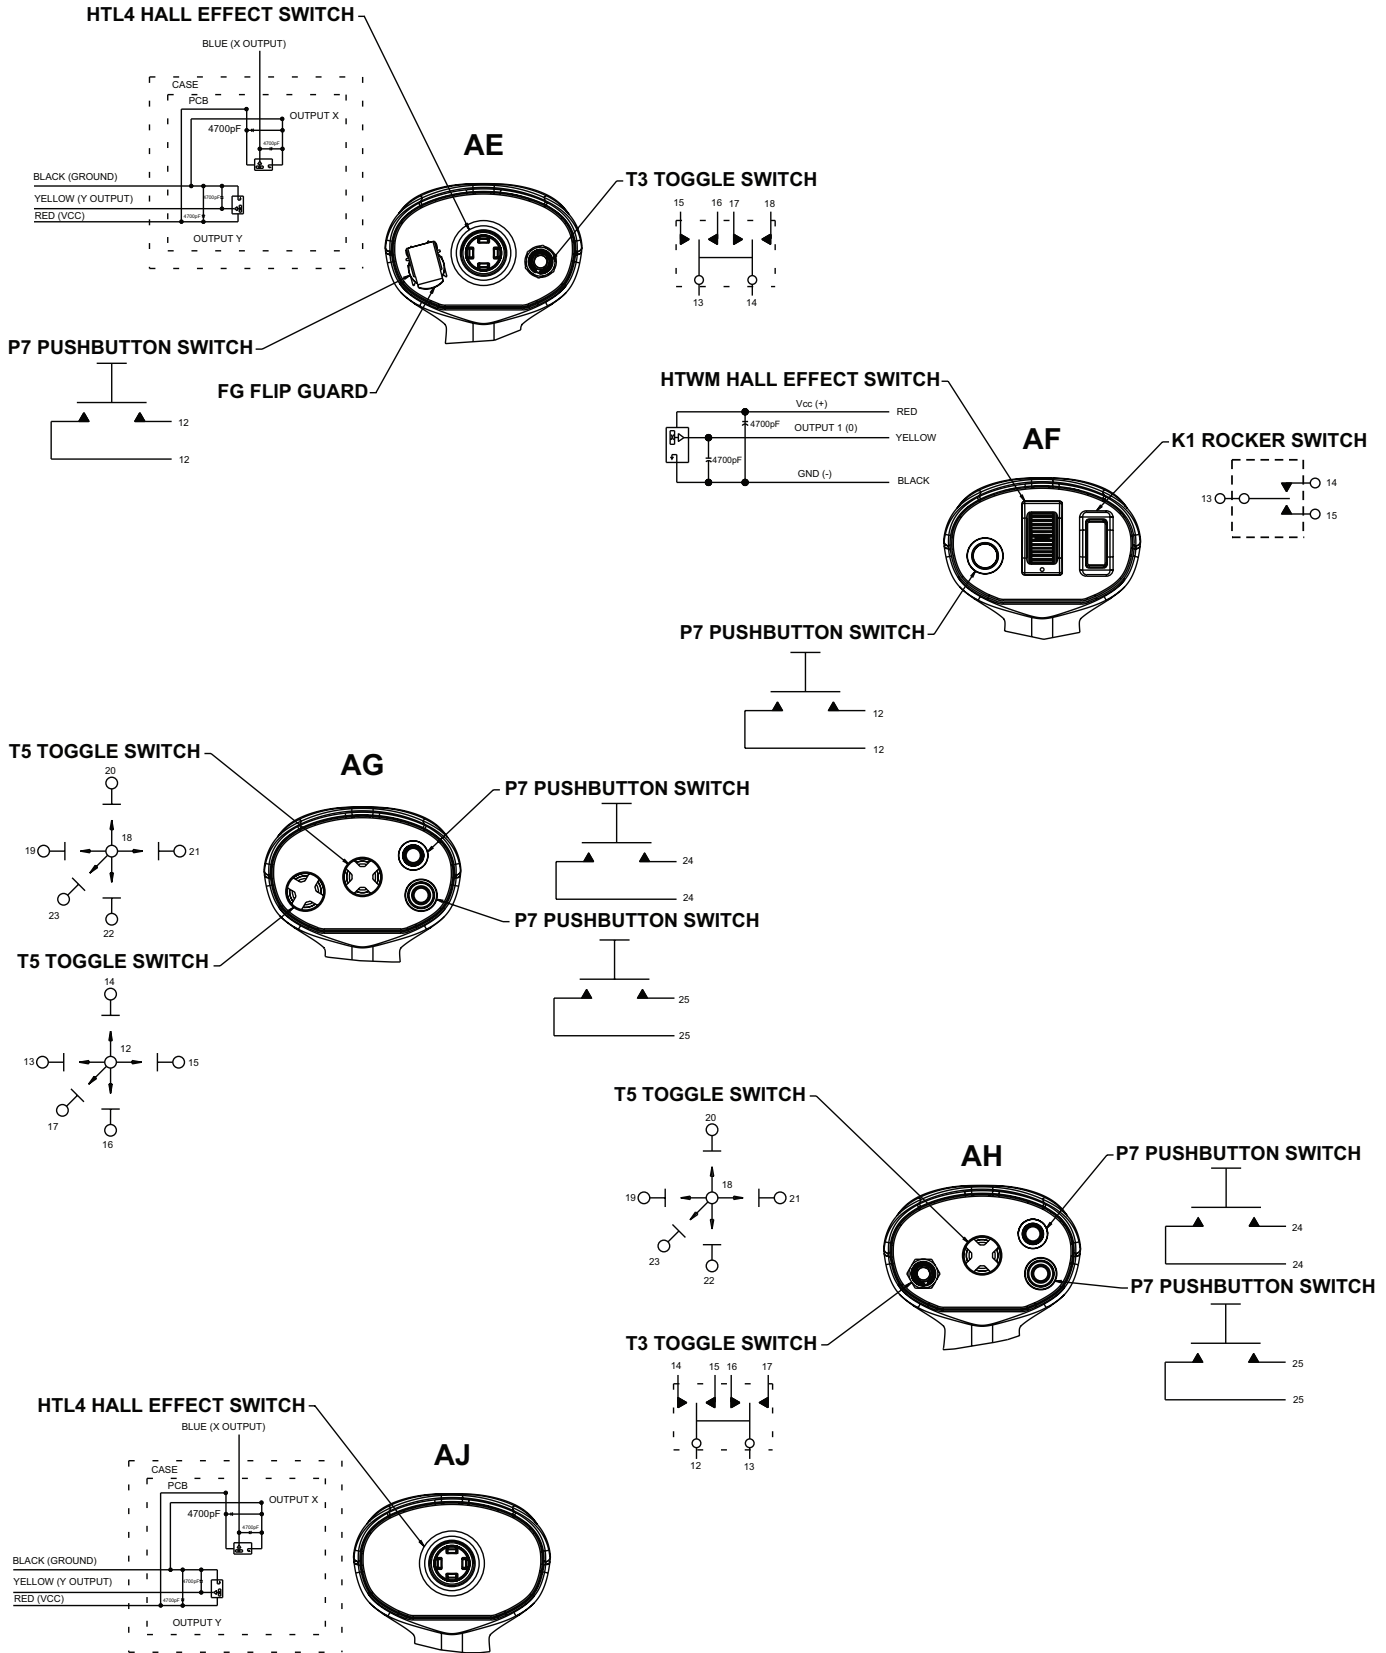 HTL4 HALL EFFECT SWITCH
BLUE (X OUTPUT)
CASE
PCB
OUTPUT X
4700pF
4700pF
BLACK (GROUND)
YELLOW (Y OUTPUT)
4700pF
RED (VCC)
4700pF
OUTPUT Y
AE
T3 TOGGLE SWITCH
15 16 17 18
13 14
P7 PUSHBUTTON SWITCH
12
12
FG FLIP GUARD
HTWM HALL EFFECT SWITCH
Vcc (+)
RED
4700pF
OUTPUT 1 (0)
YELLOW
4700pF
GND (-)
BLACK
AF
K1 ROCKER SWITCH
14
13
15
P7 PUSHBUTTON SWITCH
12
12
T5 TOGGLE SWITCH
20
18
19 21
23
22
AG
P7 PUSHBUTTON SWITCH
24
24
P7 PUSHBUTTON SWITCH
25
25
T5 TOGGLE SWITCH
14
12
13 15
17
16
T5 TOGGLE SWITCH
20
18
19 21
23
22
AH
P7 PUSHBUTTON SWITCH
24
24
P7 PUSHBUTTON SWITCH
25
25
T3 TOGGLE SWITCH
14 15 16 17
12 13
HTL4 HALL EFFECT SWITCH
BLUE (X OUTPUT)
CASE
PCB
OUTPUT X
4700pF
4700pF
BLACK (GROUND)
YELLOW (Y OUTPUT)
4700pF
RED (VCC)
4700pF
OUTPUT Y
AJ